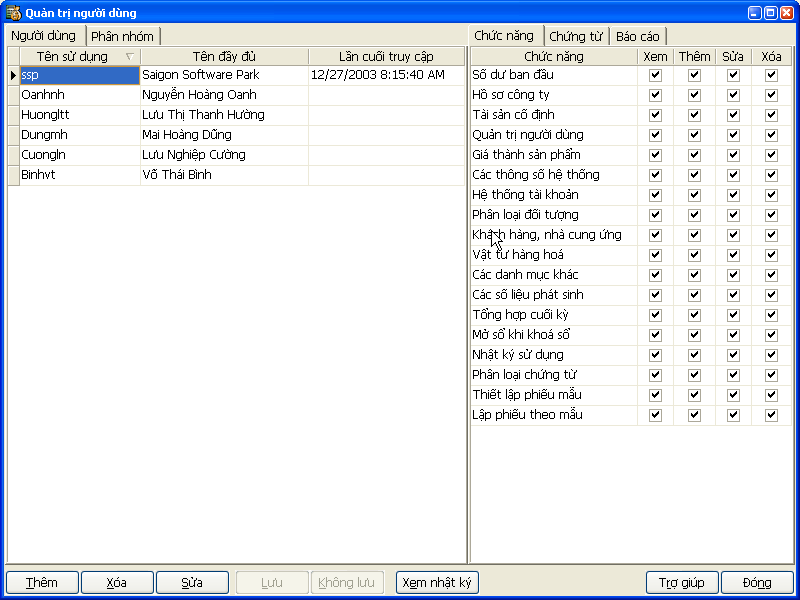 Quản trị người dùng
Người dùng Phân nhóm
Tên sử dụng Tên đầy đủ Lần cuối truy cập
ssp Saigon Software Park 12/27/2003 8:15:40 AM
Oanhnh Nguyễn Hoàng Oanh
Huongltt Lưu Thị Thanh Hường
Dungmh Mai Hoàng Dũng
Cuongln Lưu Nghiệp Cường
Binhvt Võ Thái Bình
Chức năng Chứng từ Báo cáo
Chức năng Xem Thêm Sửa Xóa
Số dư ban đầu
Hồ sơ công ty
Tài sản cố định
Quản trị người dùng
Giá thành sản phẩm
Các thông số hệ thống
Hệ thống tài khoản
Phân loại đối tượng
Khách hàng, nhà cung ứng
Vật tư hàng hoá
Các danh mục khác
Các số liệu phát sinh
Tổng hợp cuối kỳ
Mở sổ khi khoá sổ
Nhật ký sử dụng
Phân loại chứng từ
Thiết lập phiếu mẫu
Lập phiếu theo mẫu
Thêm Xóa Sửa Lưu Không lưu Xem nhật ký Trợ giúp Đóng